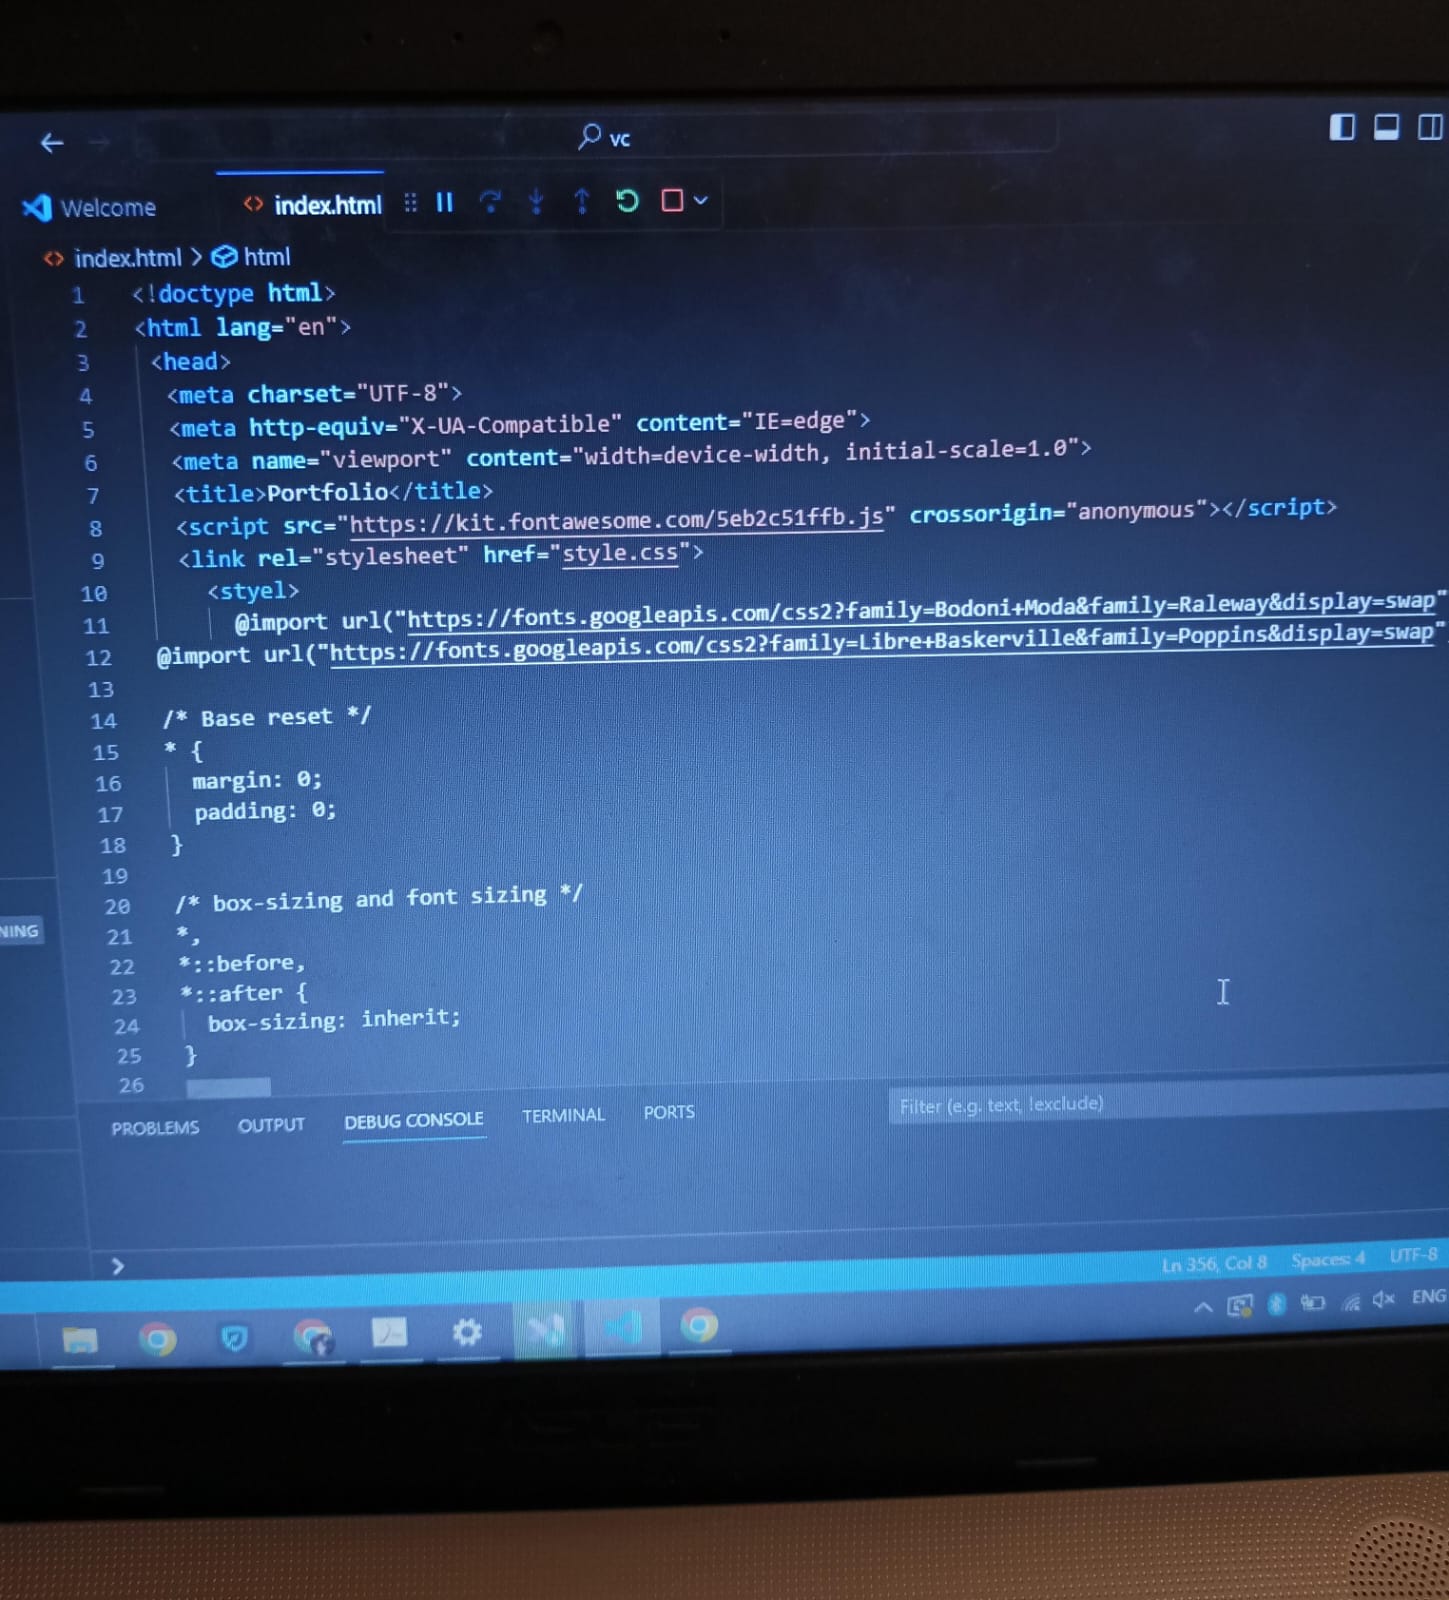 vc
Welcome
index.html
index.html > html
1 <!doctype html>
2 <html lang="en">
3 <head>
4 <meta charset="UTF-8">
5 <meta http-equiv="X-UA-Compatible" content="IE=edge">
6 <meta name="viewport" content="width=device-width, initial-scale=1.0">
7 <title>Portfolio</title>
8 <script src="https://kit.fontawesome.com/5eb2c51ffb.js" crossorigin="anonymous"></script>
9 <link rel="stylesheet" href="style.css">
10 <styel>
11 @import url("https://fonts.googleapis.com/css2?family=Bodoni+Moda&family=Raleway&display=swap"
12 @import url("https://fonts.googleapis.com/css2?family=Libre+Baskerville&family=Poppins&display=swap"
13
14 /* Base reset */
15 * {
16 margin: 0;
17 padding: 0;
18 }
19
20 /* box-sizing and font sizing */
21 *,
22 *::before,
23 *::after {
24 box-sizing: inherit;
25 }
26
NING
PROBLEMS OUTPUT DEBUG CONSOLE TERMINAL PORTS Filter (e.g. text, !exclude)
Ln 356, Col 8 Spaces: 4 UTF-8
ENG